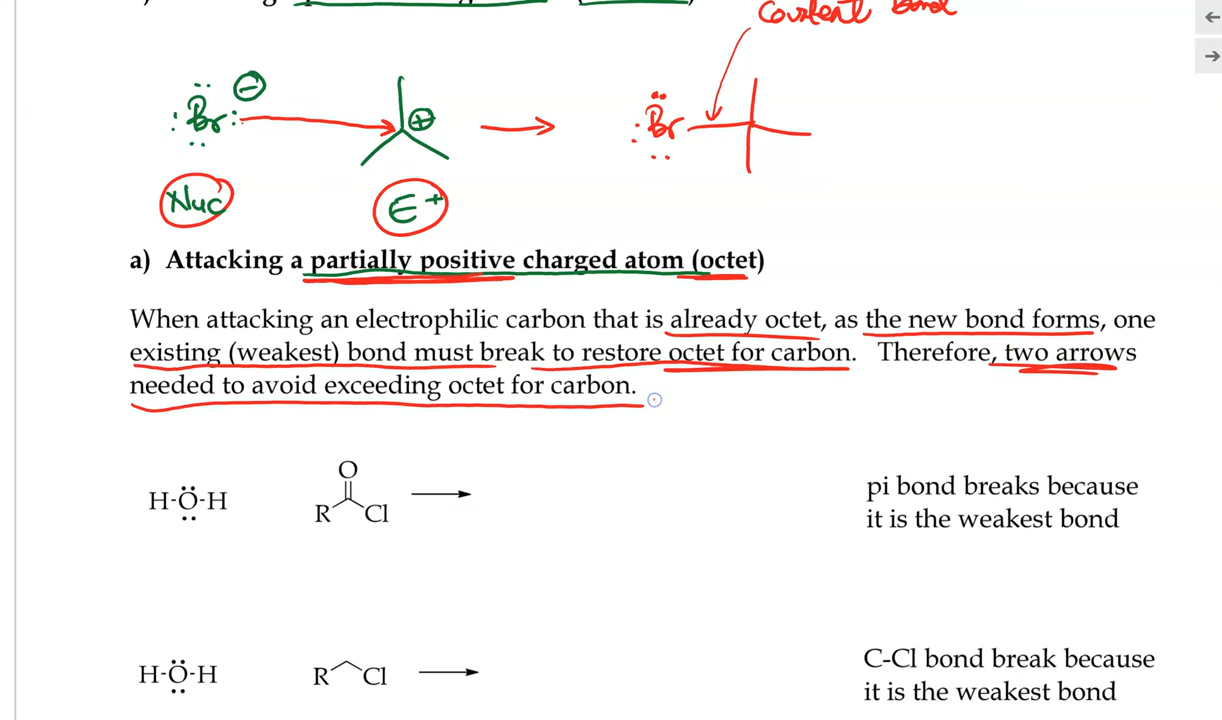 Covalent Bond
:Br: ⊖ ⊕ → :Br
Nuc E+
a) Attacking a partially positive charged atom (octet)
When attacking an electrophilic carbon that is already octet, as the new bond forms, one
existing (weakest) bond must break to restore octet for carbon. Therefore, two arrows
needed to avoid exceeding octet for carbon.
O
H-Ö-H R Cl
pi bond breaks because
it is the weakest bond
H-Ö-H R Cl
C-Cl bond break because
it is the weakest bond